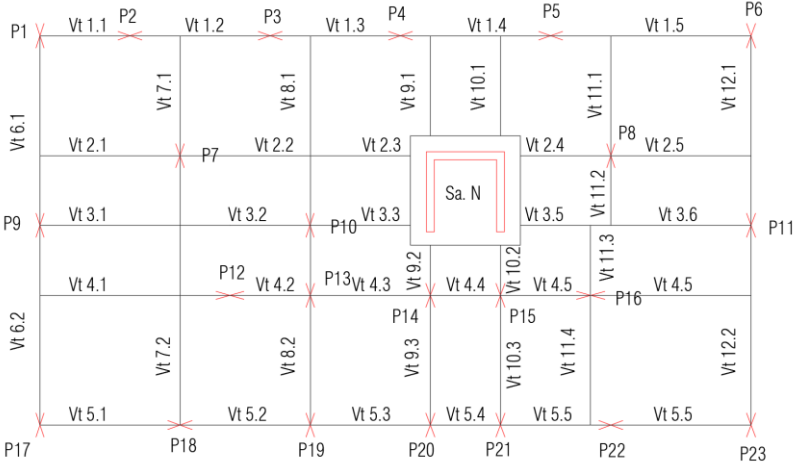 P1 Vt 1.1 P2 Vt 1.2 P3 Vt 1.3 P4 Vt 1.4 P5 Vt 1.5 P6
Vt 6.1 Vt 7.1 Vt 8.1 Vt 9.1 Vt 10.1 Vt 11.1 Vt 12.1
Vt 2.1 P7 Vt 2.2 Vt 2.3 Vt 2.4 P8 Vt 2.5
Sa. N Vt 11.2
P9 Vt 3.1 Vt 3.2 P10 Vt 3.3 Vt 3.5 Vt 3.6 P11
Vt 9.2 Vt 10.2 Vt 11.3
Vt 4.1 P12 Vt 4.2 P13 Vt 4.3 P14 Vt 4.4 P15 Vt 4.5 P16 Vt 4.5
Vt 6.2 Vt 7.2 Vt 8.2 Vt 9.3 Vt 10.3 Vt 11.4 Vt 12.2
Vt 5.1 Vt 5.2 Vt 5.3 Vt 5.4 Vt 5.5 Vt 5.5
P17 P18 P19 P20 P21 P22 P23